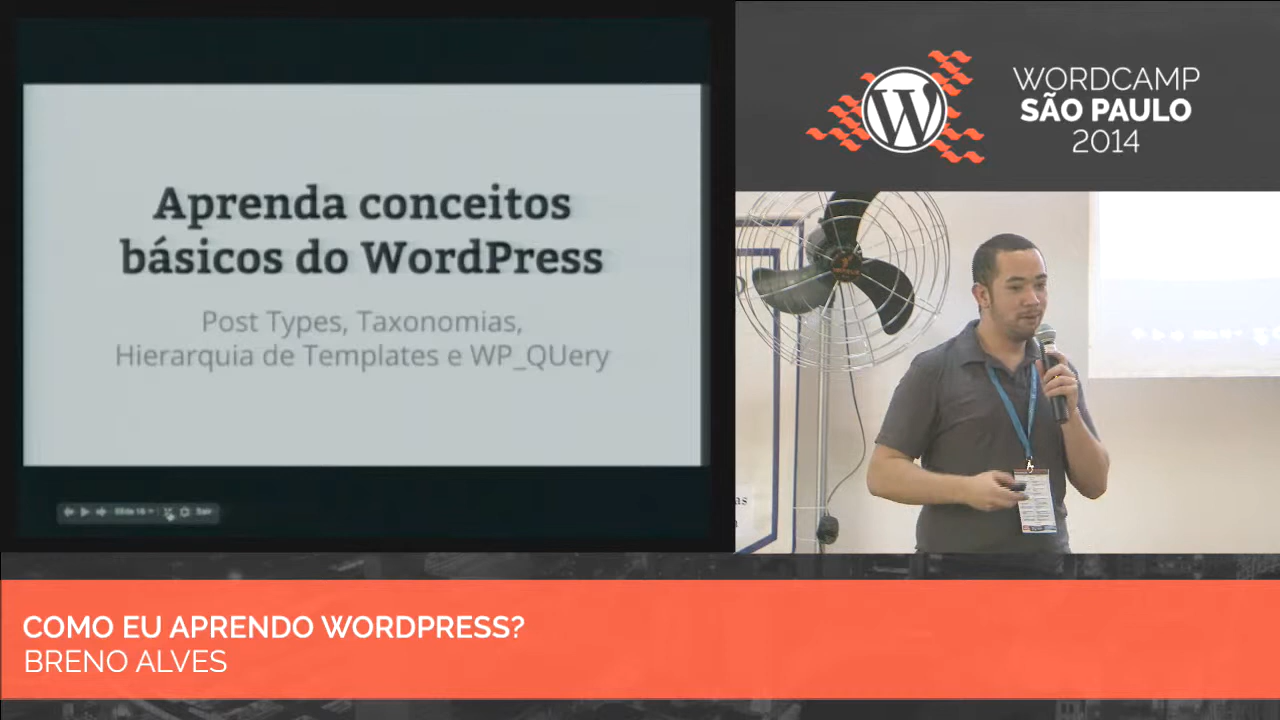 Aprenda conceitos
básicos do WordPress
Post Types, Taxonomias,
Hierarquia de Templates e WP_QUery
Sair
WORDCAMP
SÃO PAULO
2014
COMO EU APRENDO WORDPRESS?
BRENO ALVES